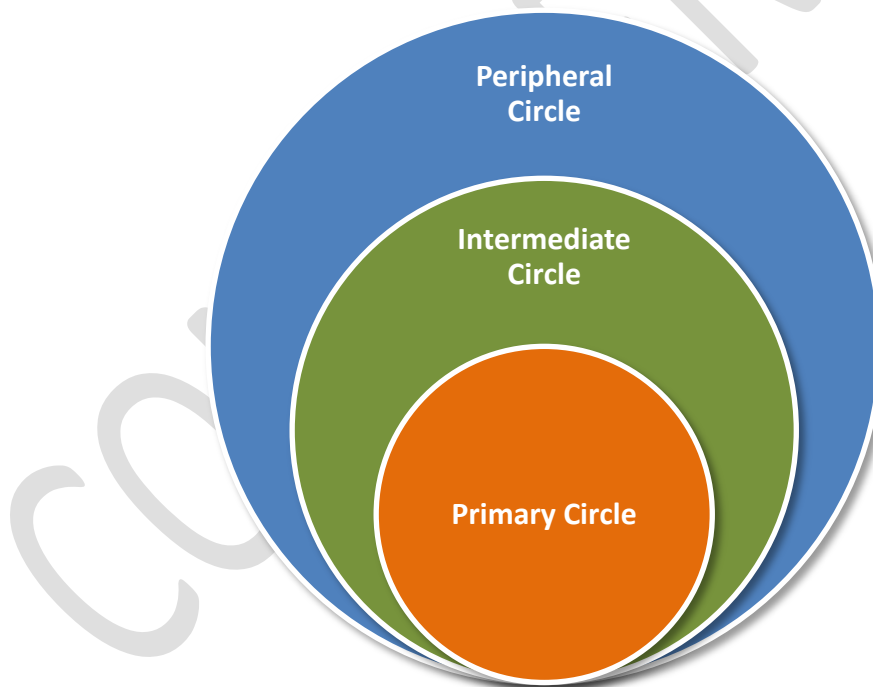 Peripheral
Circle
Intermediate
Circle
Primary Circle